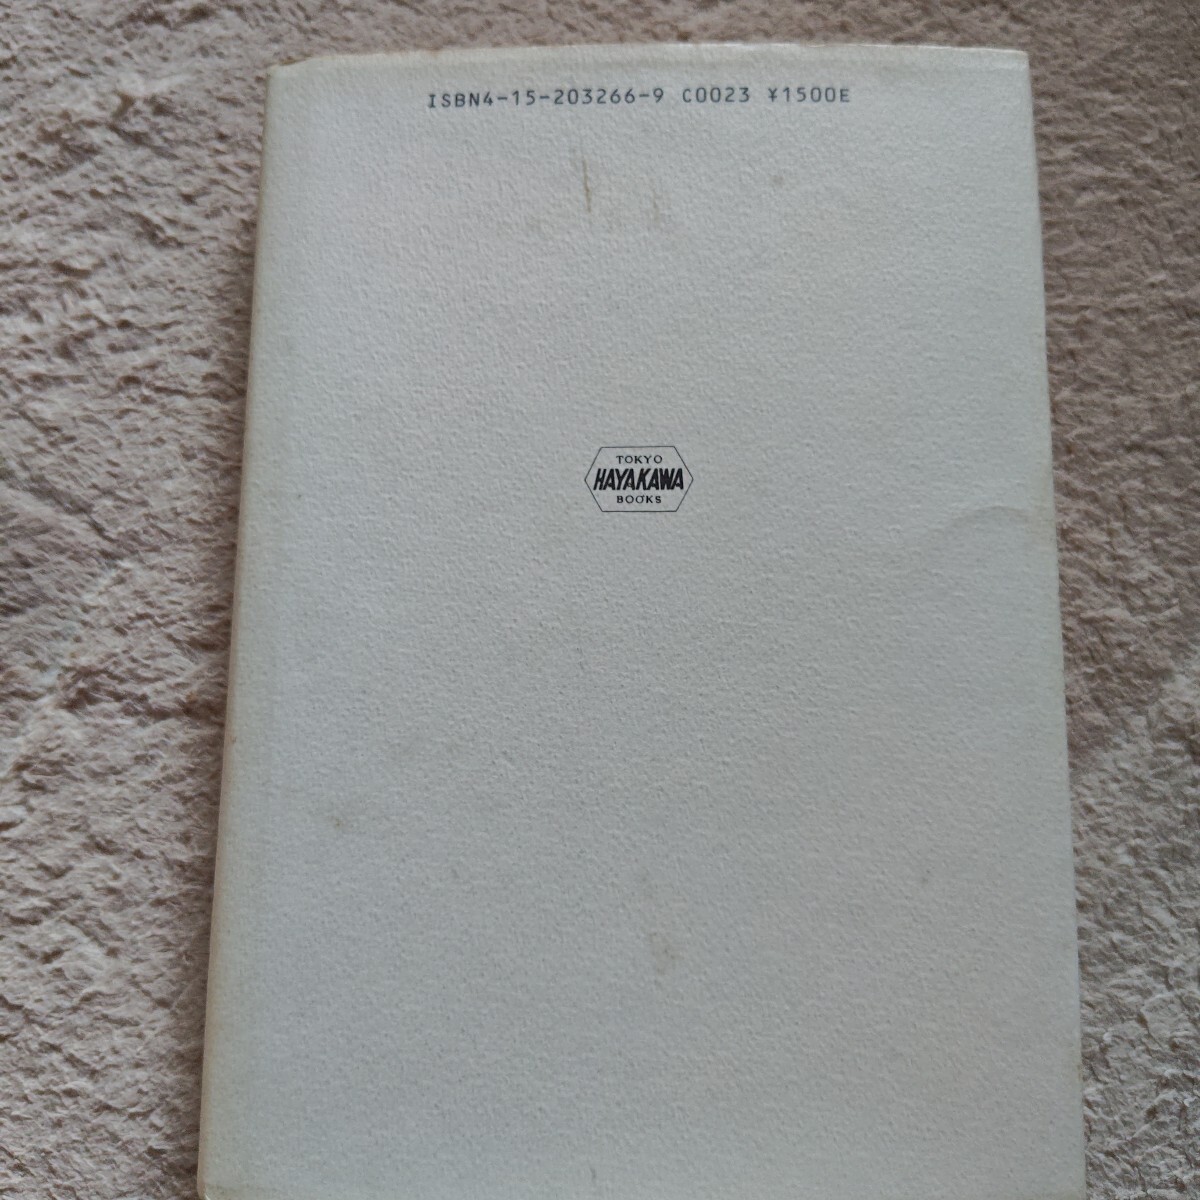 ISBN4-15-203266-9 C0023 ¥1500E
TOKYO
HAYAKAWA
BOOKS